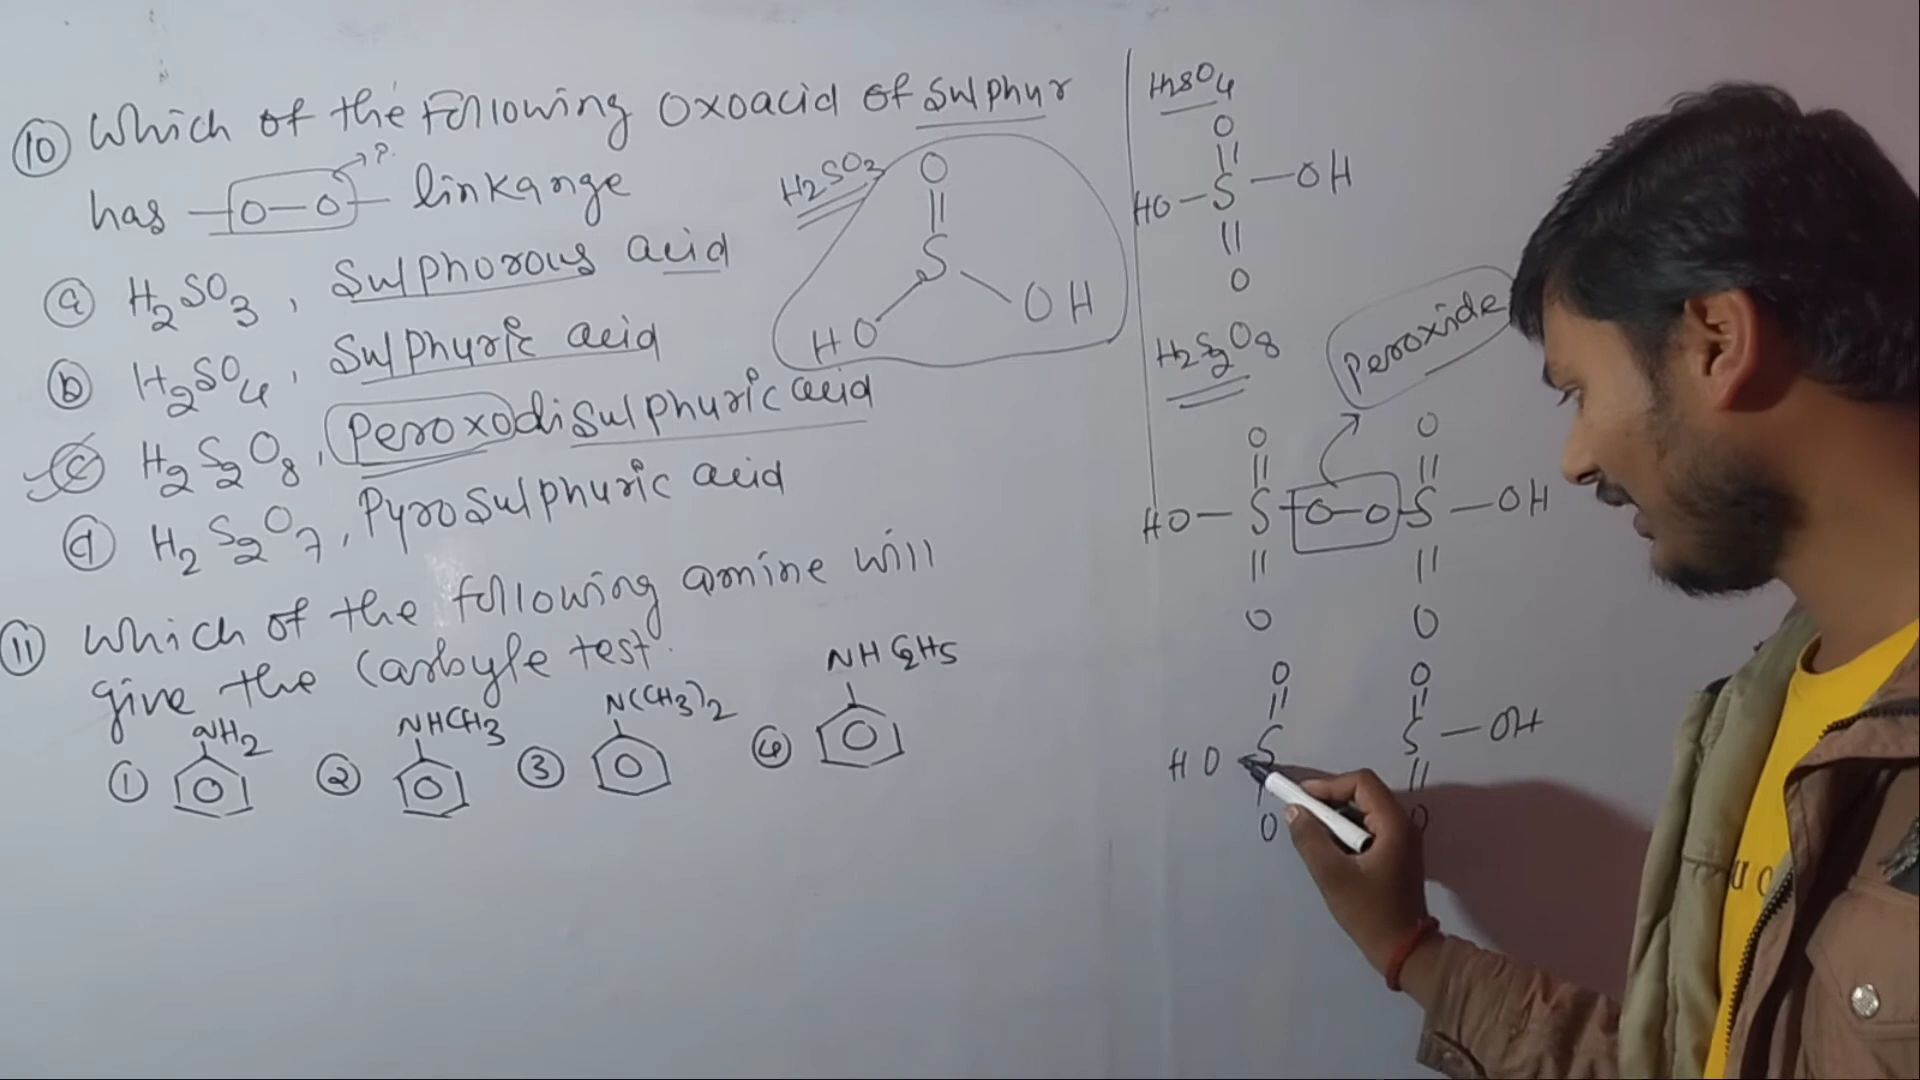 ⑩ Which of the Following Oxoacid of Sulphur
has —O—O— linkange
→P.
ⓐ H2SO3, Sulphorous acid
ⓑ H2SO4, Sulphuric acid
ⓒ H2S2O8, Peroxodisulphuric acid
ⓓ H2S2O7, Pyrosulphuric acid
⑪ Which of the following amine will
give the Carbyle test.
① NH2
② NHCH3
③ N(CH3)2
④ NHC2H5
H2SO3
O
S
HO OH
H2SO4
O
HO—S—OH
O
H2S2O8
Peroxide
O O
HO—S—O—O—S—OH
O O
O O
HO S S—OH
O O